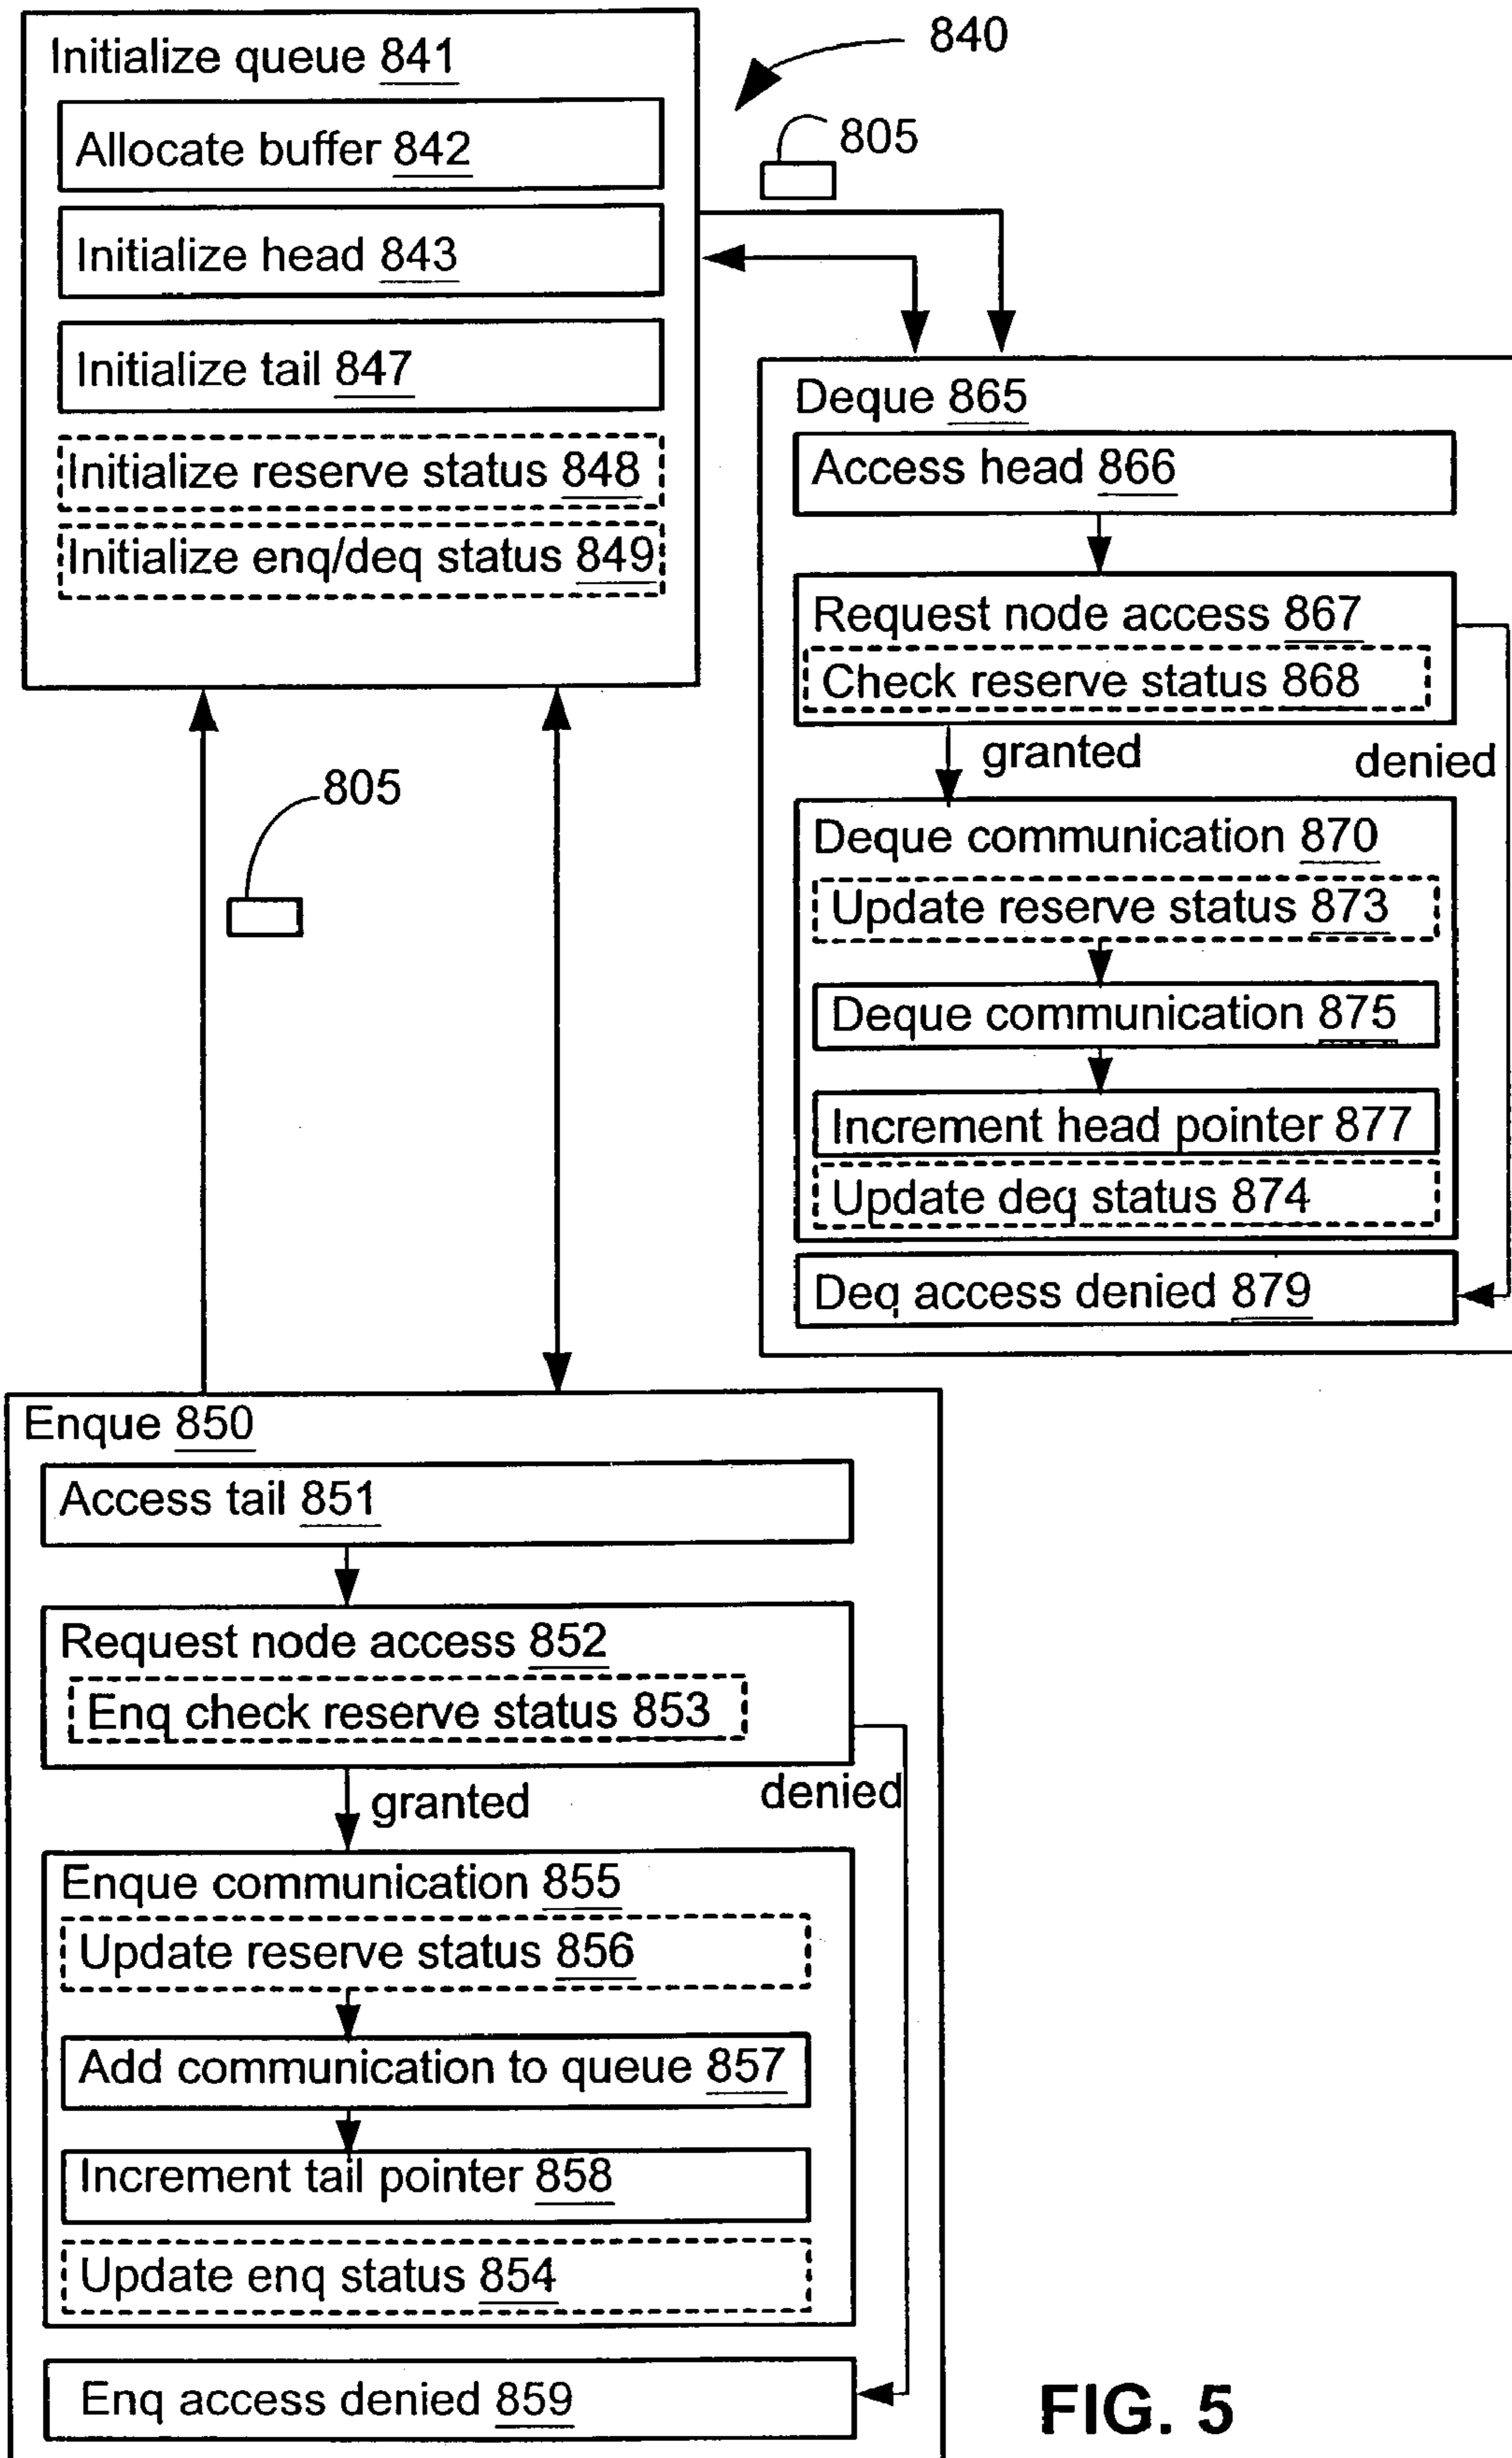 Initialize queue 841
Allocate buffer 842
Initialize head 843
Initialize tail 847
Initialize reserve status 848
Initialize enq/deq status 849
840
805
Deque 865
Access head 866
Request node access 867
Check reserve status 868
granted
denied
Deque communication 870
Update reserve status 873
Deque communication 875
Increment head pointer 877
Update deq status 874
Deq access denied 879
805
Enque 850
Access tail 851
Request node access 852
Enq check reserve status 853
granted
denied
Enque communication 855
Update reserve status 856
Add communication to queue 857
Increment tail pointer 858
Update enq status 854
Enq access denied 859
FIG. 5